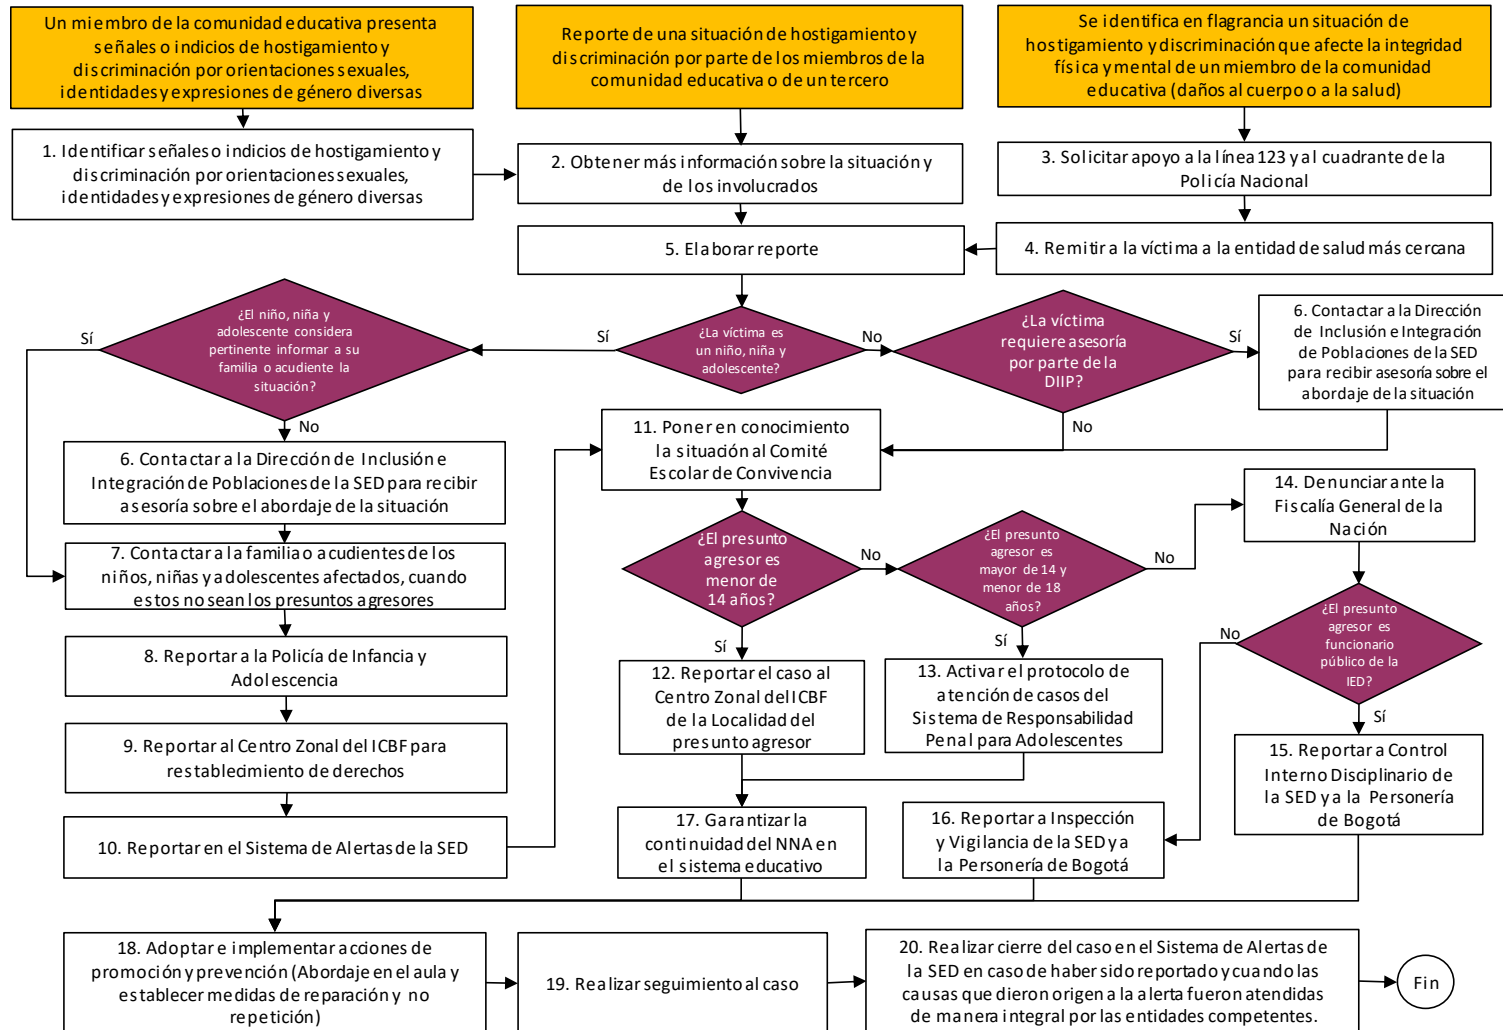 Un miembro de la comunidad educativa presenta
señales o indicios de hostigamiento y
discriminación por orientaciones sexuales,
identidades y expresiones de género diversas
Reporte de una situación de hostigamiento y
discriminación por parte de los miembros de la
comunidad educativa o de un tercero
Se identifica en flagrancia un situación de
hostigamiento y discriminación que afecte la integridad
física y mental de un miembro de la comunidad
educativa (daños al cuerpo o a la salud)
1. Identificar señales o indicios de hostigamiento y
discriminación por orientaciones sexuales,
identidades y expresiones de género diversas
2. Obtener más información sobre la situación y
de los involucrados
3. Solicitar apoyo a la línea 123 y al cuadrante de la
Policía Nacional
5. Elaborar reporte
4. Remitir a la víctima a la entidad de salud más cercana
¿El niño, niña y
adolescente considera
pertinente informar a su
familia o acudiente la
situación?
Sí
No
Sí
¿La víctima es
un niño, niña y
adolescente?
No
¿La víctima
requiere asesoría
por parte de la
DIIP?
Sí
No
6. Contactar a la Dirección
de Inclusión e Integración
de Poblaciones de la SED
para recibir asesoría sobre el
abordaje de la situación
6. Contactar a la Dirección de Inclusión e
Integración de Poblaciones de la SED para recibir
asesoría sobre el abordaje de la situación
11. Poner en conocimiento
la situación al Comité
Escolar de Convivencia
14. Denunciar ante la
Fiscalía General de la
Nación
7. Contactar a la familia o acudientes de los
niños, niñas y adolescentes afectados, cuando
estos no sean los presuntos agresores
¿El presunto
agresor es
menor de
14 años?
No
Sí
¿El presunto
agresor es
mayor de 14 y
menor de 18
años?
No
Sí
¿El presunto
agresor es
funcionario
público de la
IED?
No
Sí
8. Reportar a la Policía de Infancia y
Adolescencia
12. Reportar el caso al
Centro Zonal del ICBF
de la Localidad del
presunto agresor
13. Activar el protocolo de
atención de casos del
Sistema de Responsabilidad
Penal para Adolescentes
9. Reportar al Centro Zonal del ICBF para
restablecimiento de derechos
15. Reportar a Control
Interno Disciplinario de
la SED y a la Personería
de Bogotá
10. Reportar en el Sistema de Alertas de la SED
17. Garantizar la
continuidad del NNA en
el sistema educativo
16. Reportar a Inspección
y Vigilancia de la SED y a
la Personería de Bogotá
18. Adoptar e implementar acciones de
promoción y prevención (Abordaje en el aula y
establecer medidas de reparación y no
repetición)
19. Realizar seguimiento al caso
20. Realizar cierre del caso en el Sistema de Alertas de
la SED en caso de haber sido reportado y cuando las
causas que dieron origen a la alerta fueron atendidas
de manera integral por las entidades competentes.
Fin